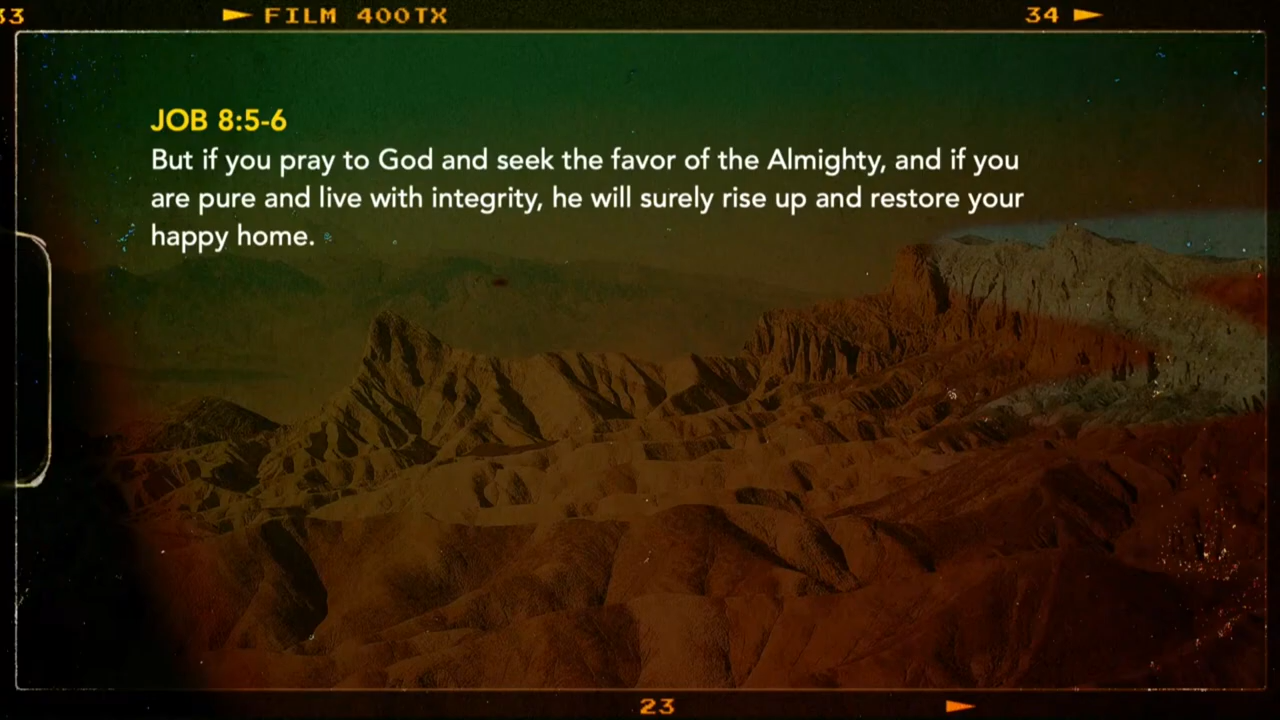 33 FILM 400TX 34
JOB 8:5-6
But if you pray to God and seek the favor of the Almighty, and if you
are pure and live with integrity, he will surely rise up and restore your
happy home.
23